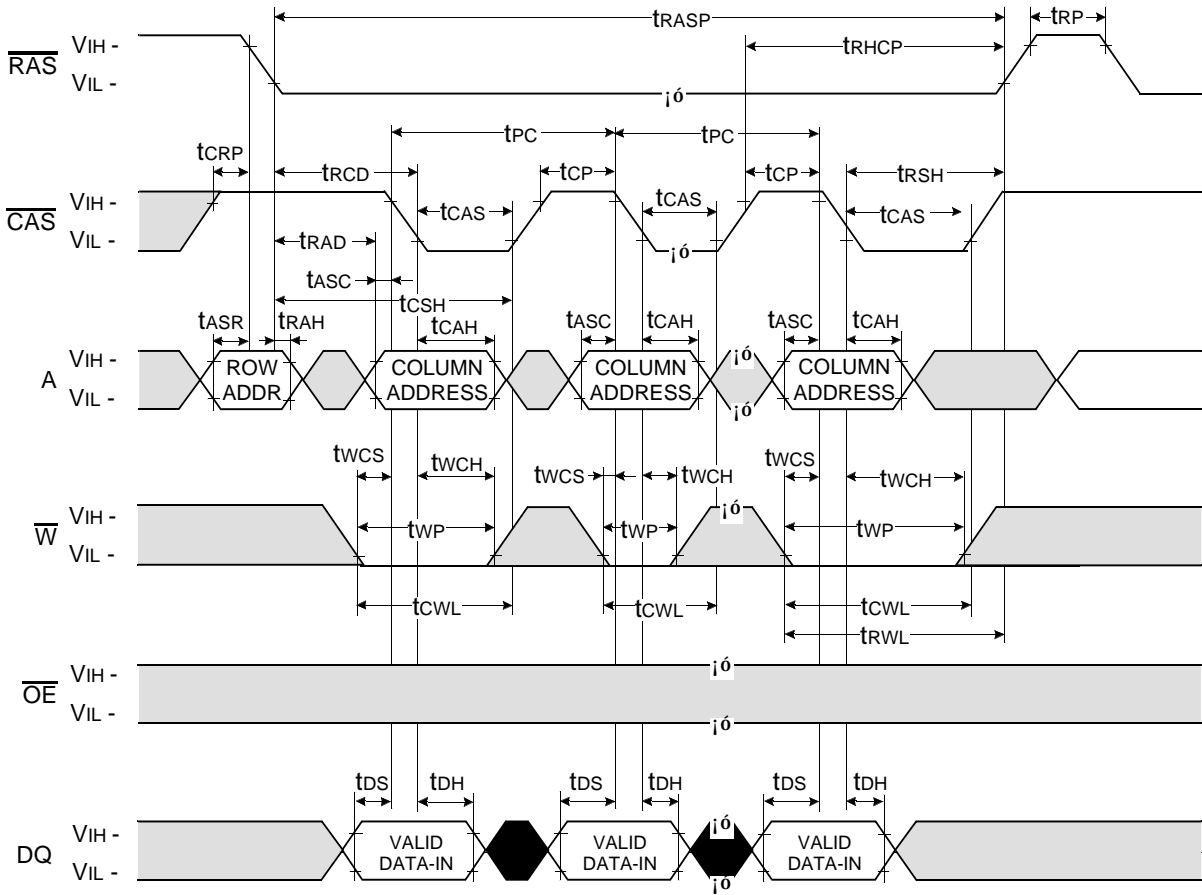 tRASP
tRP
RAS
VIH -
VIL -
tRHCP
¡ó
tCRP
tPC
tPC
tRCD
tCP
tCP
tRSH
CAS
VIH -
VIL -
tCAS
tCAS
tCAS
tRAD
¡ó
tASC
tCSH
tASR
tRAH
tCAH
tASC
tCAH
tASC
tCAH
A
VIH -
VIL -
ROW
ADDR
COLUMN
ADDRESS
COLUMN
ADDRESS
¡ó
¡ó
COLUMN
ADDRESS
tWCS
tWCH
tWCS
tWCH
tWCS
tWCH
W
VIH -
VIL -
tWP
tWP
¡ó
tWP
tCWL
tCWL
tCWL
tRWL
OE
VIH -
VIL -
¡ó
¡ó
tDS
tDH
tDS
tDH
tDS
tDH
DQ
VIH -
VIL -
VALID
DATA-IN
VALID
DATA-IN
¡ó
¡ó
VALID
DATA-IN